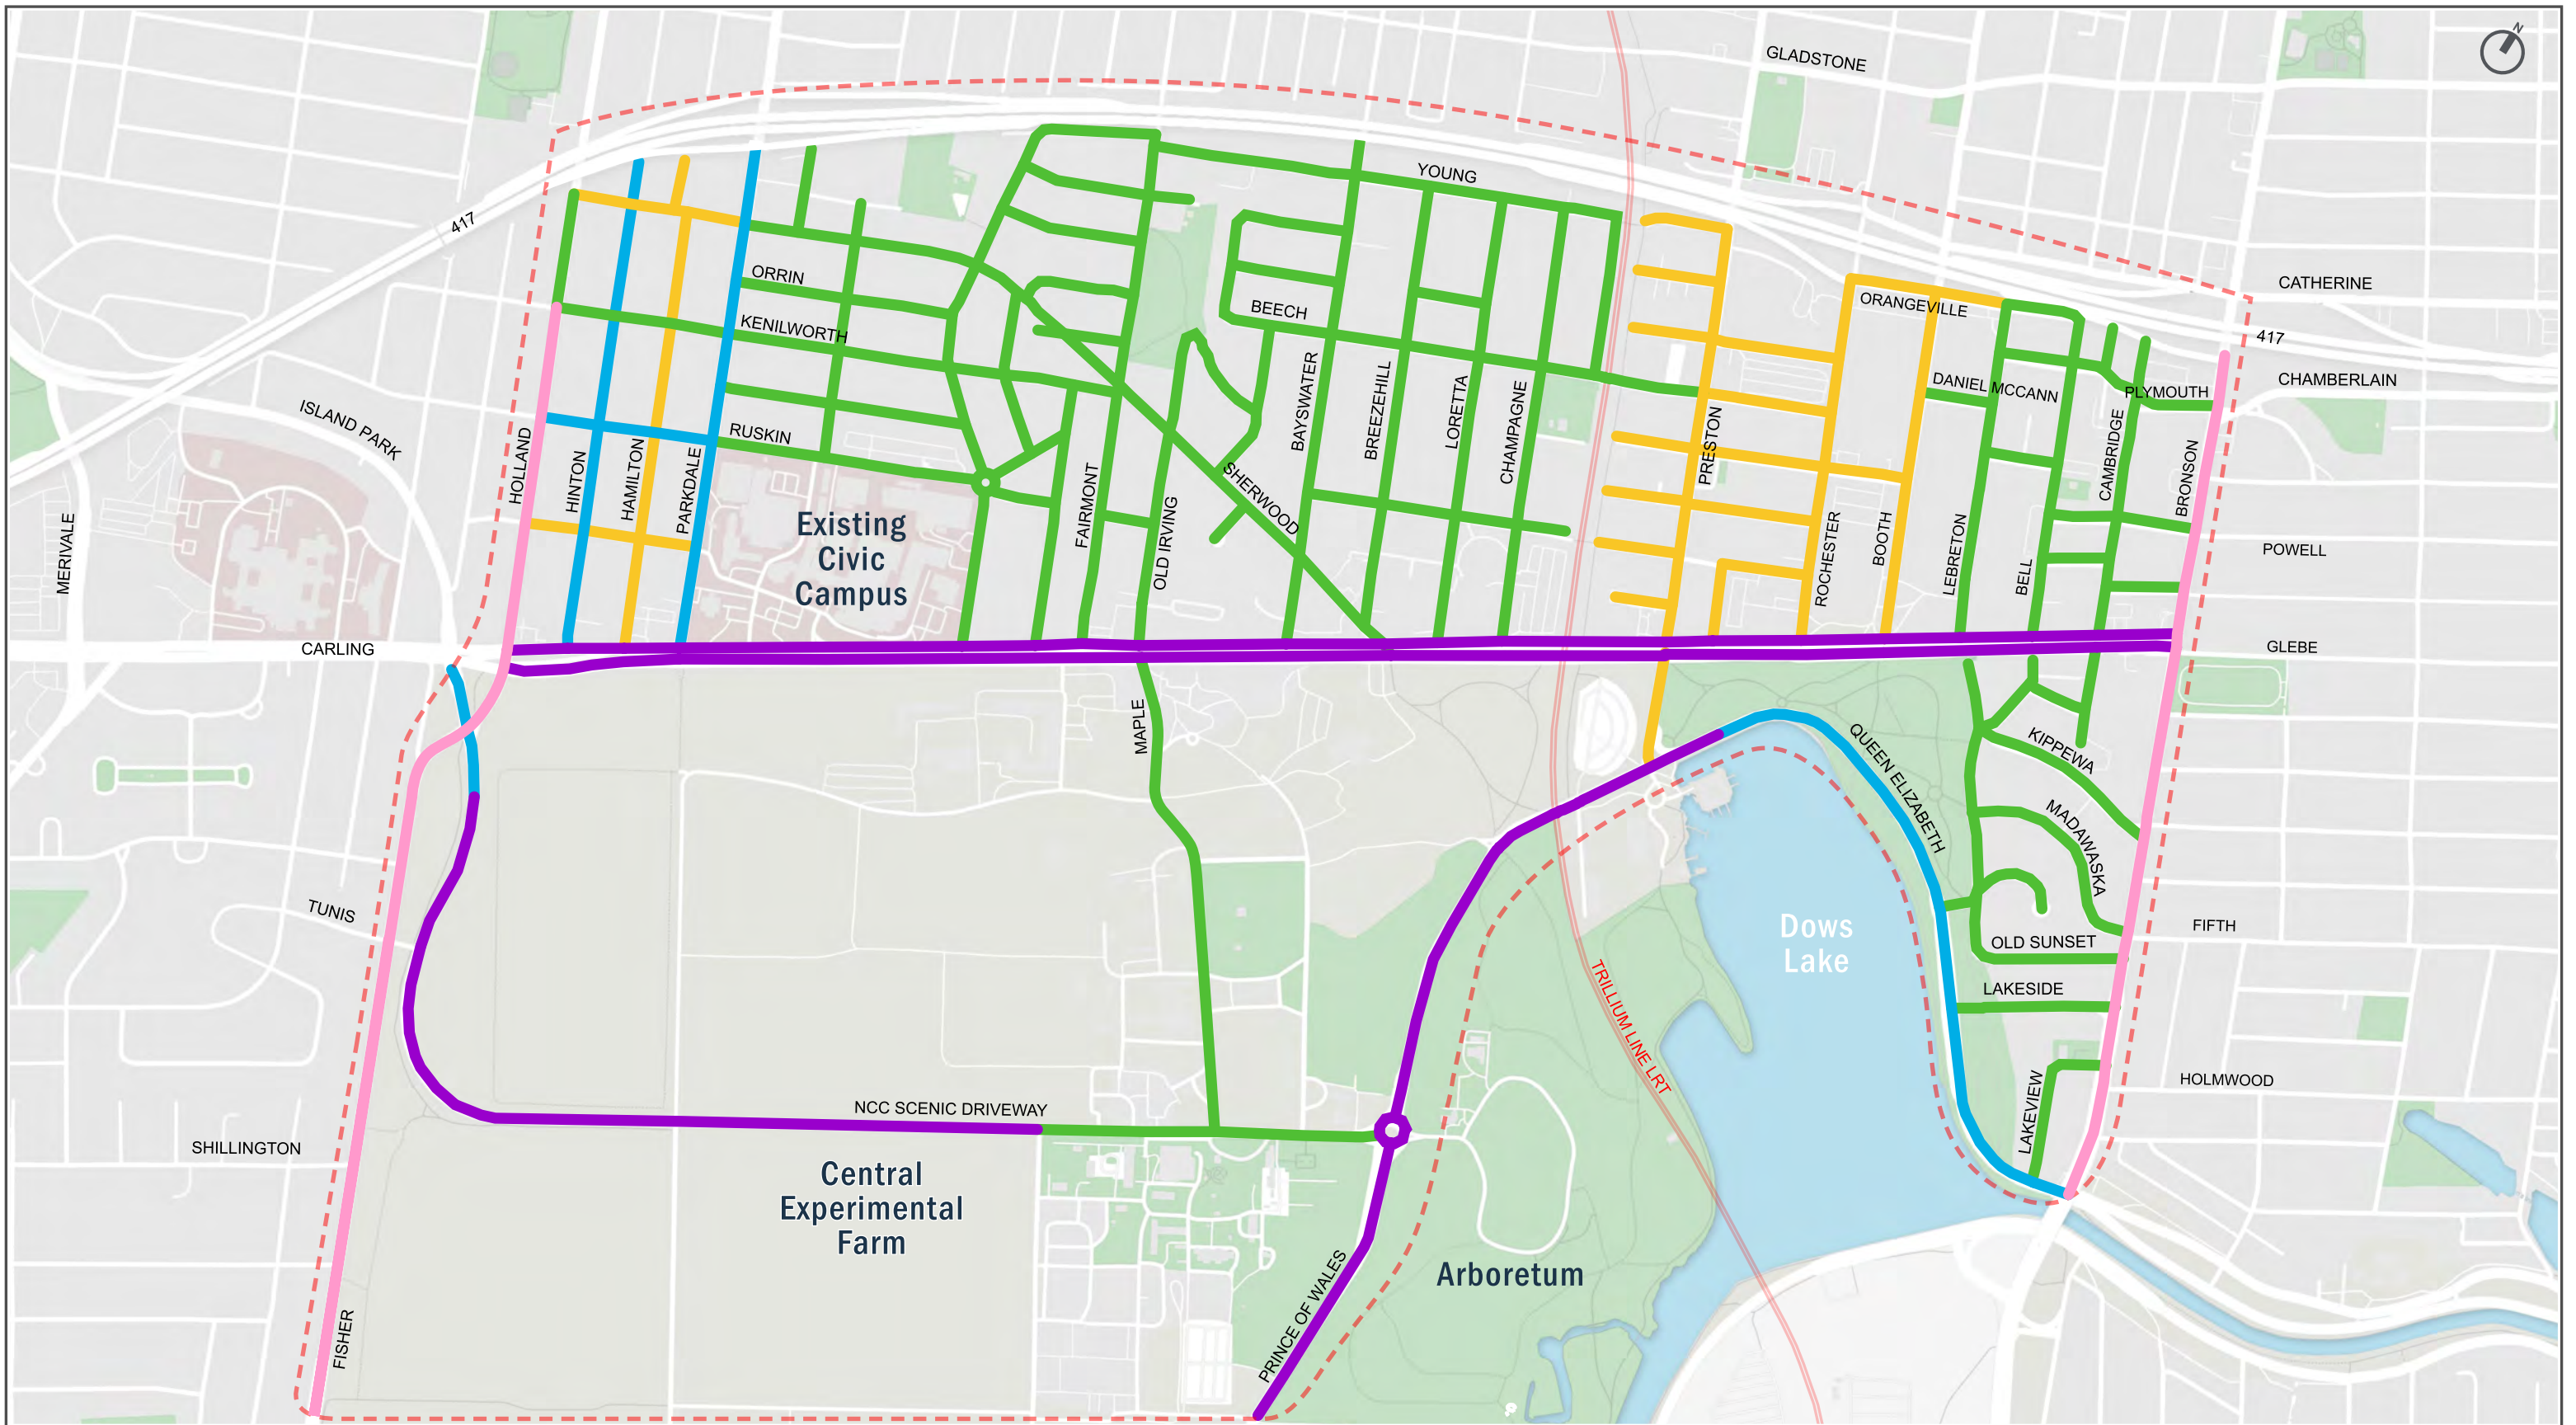 N
GLADSTONE
YOUNG
417
CATHERINE
ORRIN
ORANGEVILLE
BEECH
KENILWORTH
417
CHAMBERLAIN
DANIEL MCCANN
PLYMOUTH
ISLAND PARK
BAYSWATER
BREEZEHILL
LORETTA
CHAMPAGNE
PRESTON
CAMBRIDGE
BRONSON
RUSKIN
HOLLAND
HINTON
HAMILTON
PARKDALE
FAIRMONT
OLD IRVING
SHERWOOD
MERIVALE
Existing
Civic
Campus
ROCHESTER
BOOTH
LEBRETON
BELL
POWELL
CARLING
GLEBE
MAPLE
QUEEN ELIZABETH
KIPPEWA
MADAWASKA
TUNIS
Dows
Lake
FIFTH
OLD SUNSET
LAKESIDE
TRILLIUM LINE LRT
HOLMWOOD
LAKEVIEW
NCC SCENIC DRIVEWAY
SHILLINGTON
Central
Experimental
Farm
Arboretum
PRINCE OF WALES
FISHER